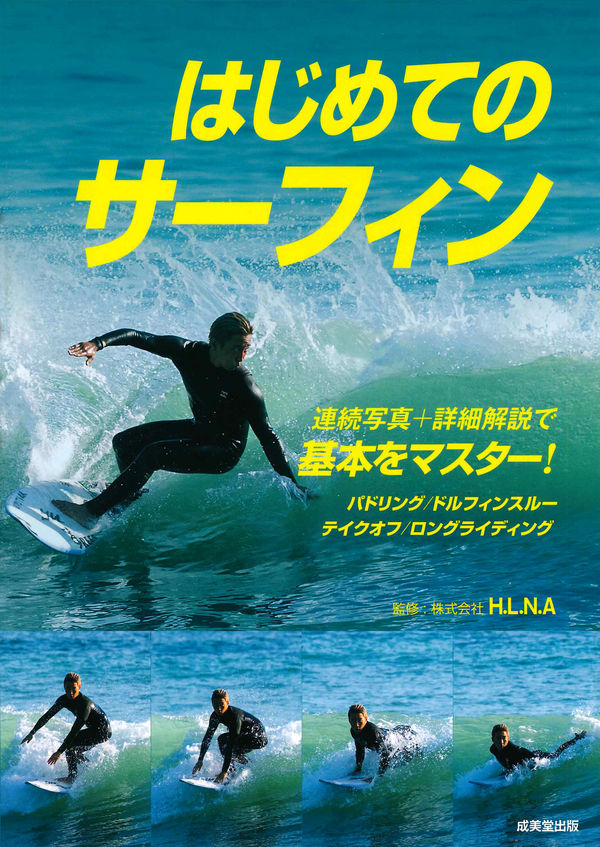 はじめての
サーフィン
連続写真+詳細解説で
基本をマスター!
パドリング/ドルフィンスルー
テイクオフ/ロングライディング
監修:株式会社 H.L.N.A
成美堂出版